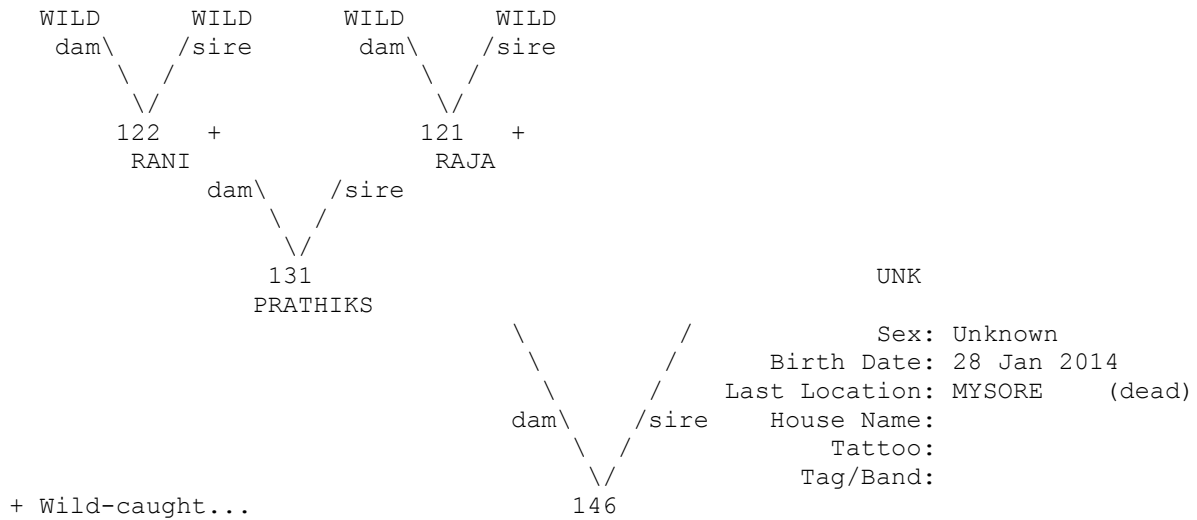 WILD WILD WILD WILD
dam\ /sire dam\ /sire
\ / \ /
\/ \/
122 + 121 +
RANI RAJA
dam\ /sire
\ /
\/
131 UNK
PRATHIKS
\ / Sex: Unknown
\ / Birth Date: 28 Jan 2014
\ / Last Location: MYSORE (dead)
dam\ /sire House Name:
\ / Tattoo:
\/ Tag/Band:
+ Wild-caught... 146